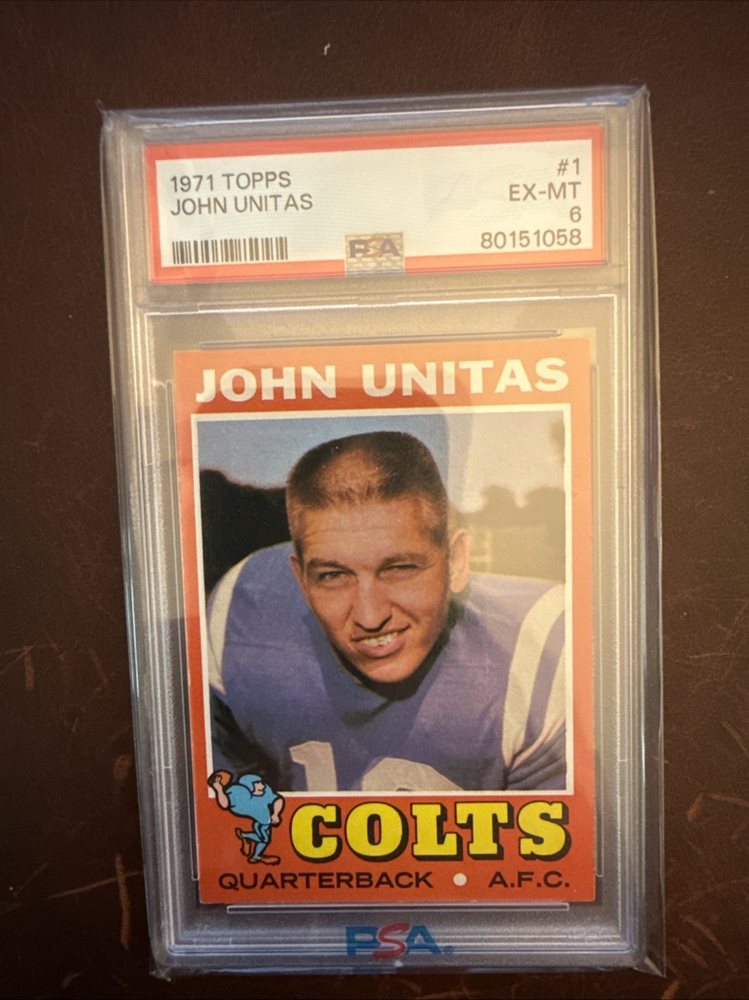 1971 TOPPS
JOHN UNITAS
#1
EX-MT
6
80151058
PSA
JOHN UNITAS
COLTS
QUARTERBACK • A.F.C.
PSA®